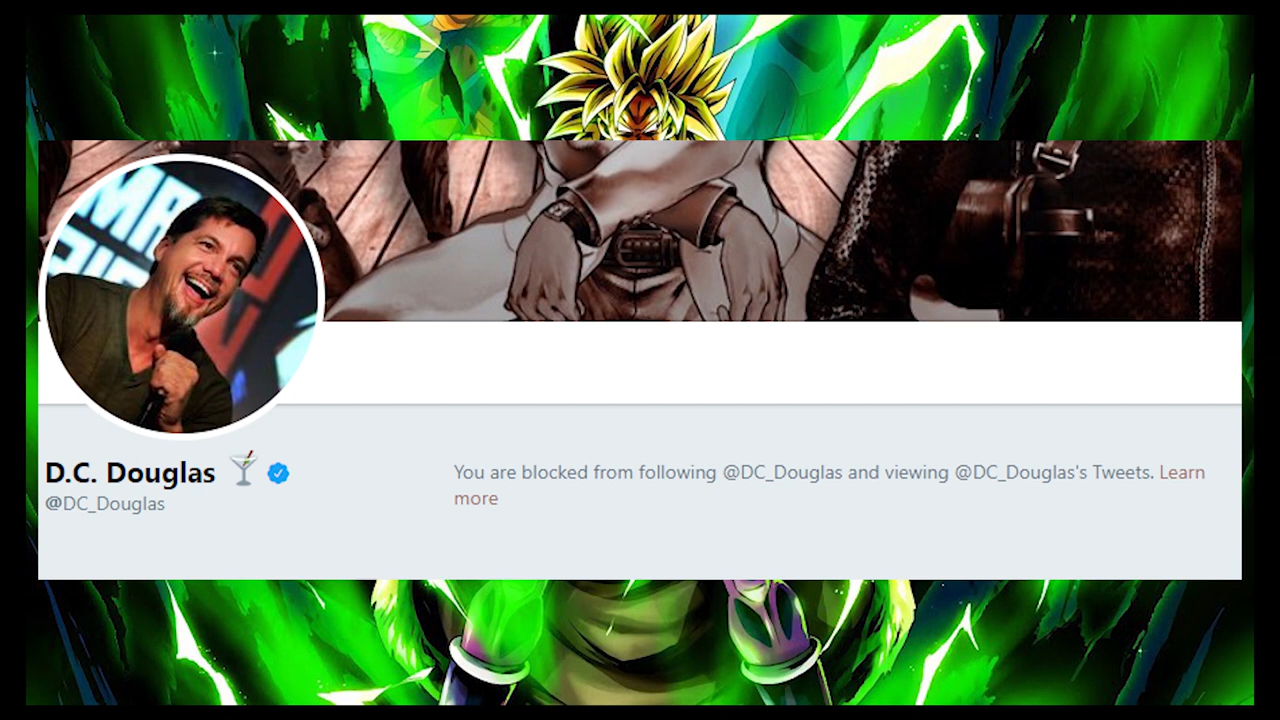 D.C. Douglas 🍸
@DC_Douglas
You are blocked from following @DC_Douglas and viewing @DC_Douglas's Tweets. Learn
more